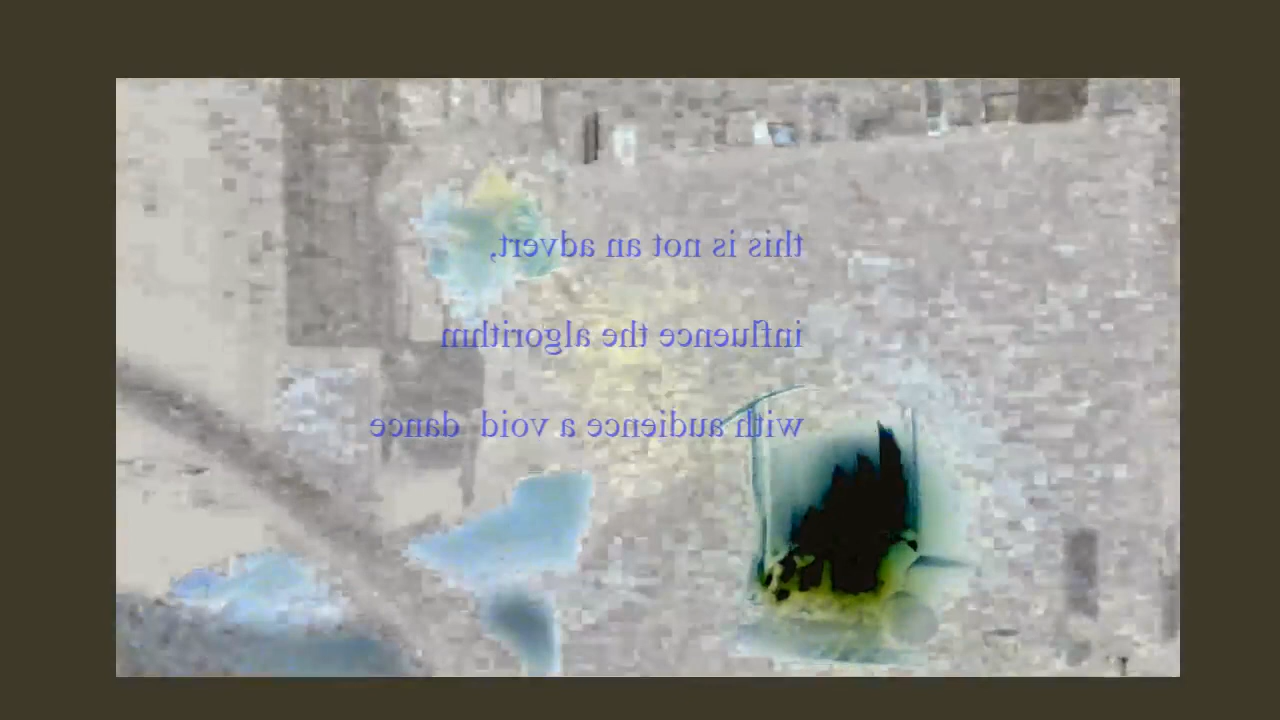 this is not an advert,
influence the algorithm
with audience a void dance